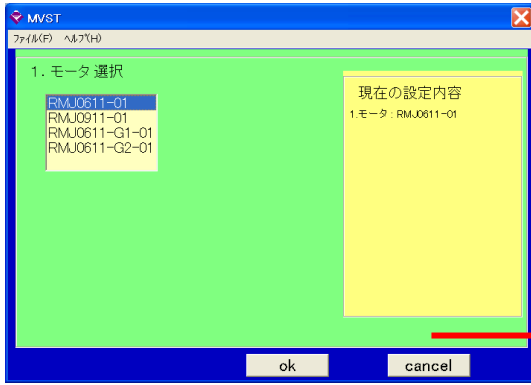 MVST
ファイル(F) ヘルプ(H)
1. モータ選択
RMJ0611-01
RMJ0911-01
RMJ0611-G1-01
RMJ0611-G2-01
現在の設定内容
1.モータ : RMJ0611-01
ok
cancel